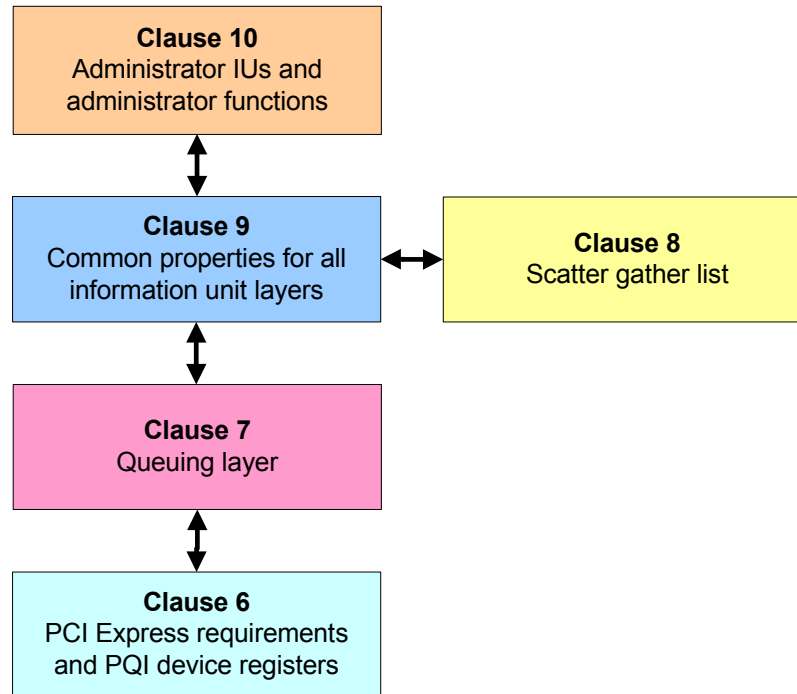 Clause 10
Administrator IUs and
administrator functions
Clause 9
Common properties for all
information unit layers
Clause 8
Scatter gather list
Clause 7
Queuing layer
Clause 6
PCI Express requirements
and PQI device registers